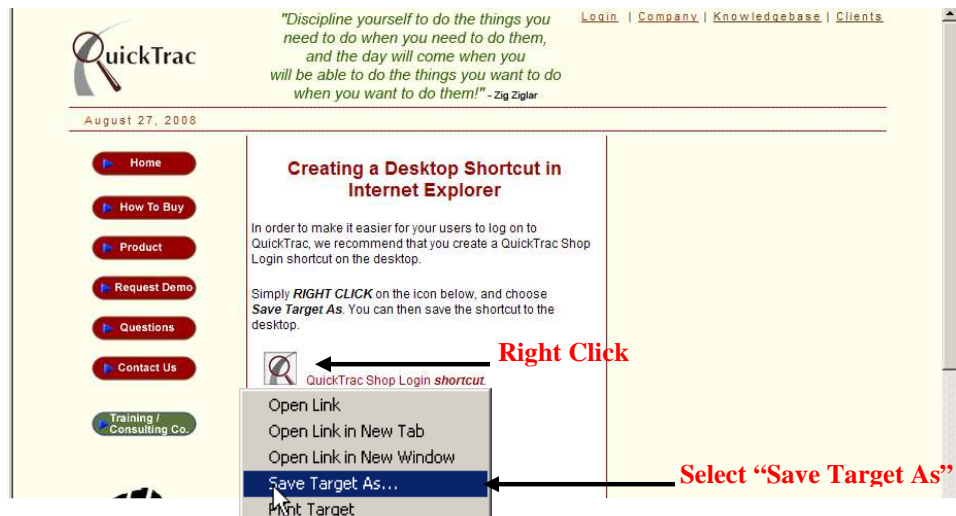 QuickTrac
"Discipline yourself to do the things you
need to do when you need to do them,
and the day will come when you
will be able to do the things you want to do
when you want to do them!" - Zig Ziglar
Login | Company | Knowledgebase | Clients
August 27, 2008
Home
How To Buy
Product
Request Demo
Questions
Contact Us
Training /
Consulting Co.
Creating a Desktop Shortcut in
Internet Explorer
In order to make it easier for your users to log on to
QuickTrac, we recommend that you create a QuickTrac Shop
Login shortcut on the desktop.
Simply RIGHT CLICK on the icon below, and choose
Save Target As. You can then save the shortcut to the
desktop.
Right Click
QuickTrac Shop Login shortcut.
Open Link
Open Link in New Tab
Open Link in New Window
Save Target As...
Select “Save Target As”
Print Target